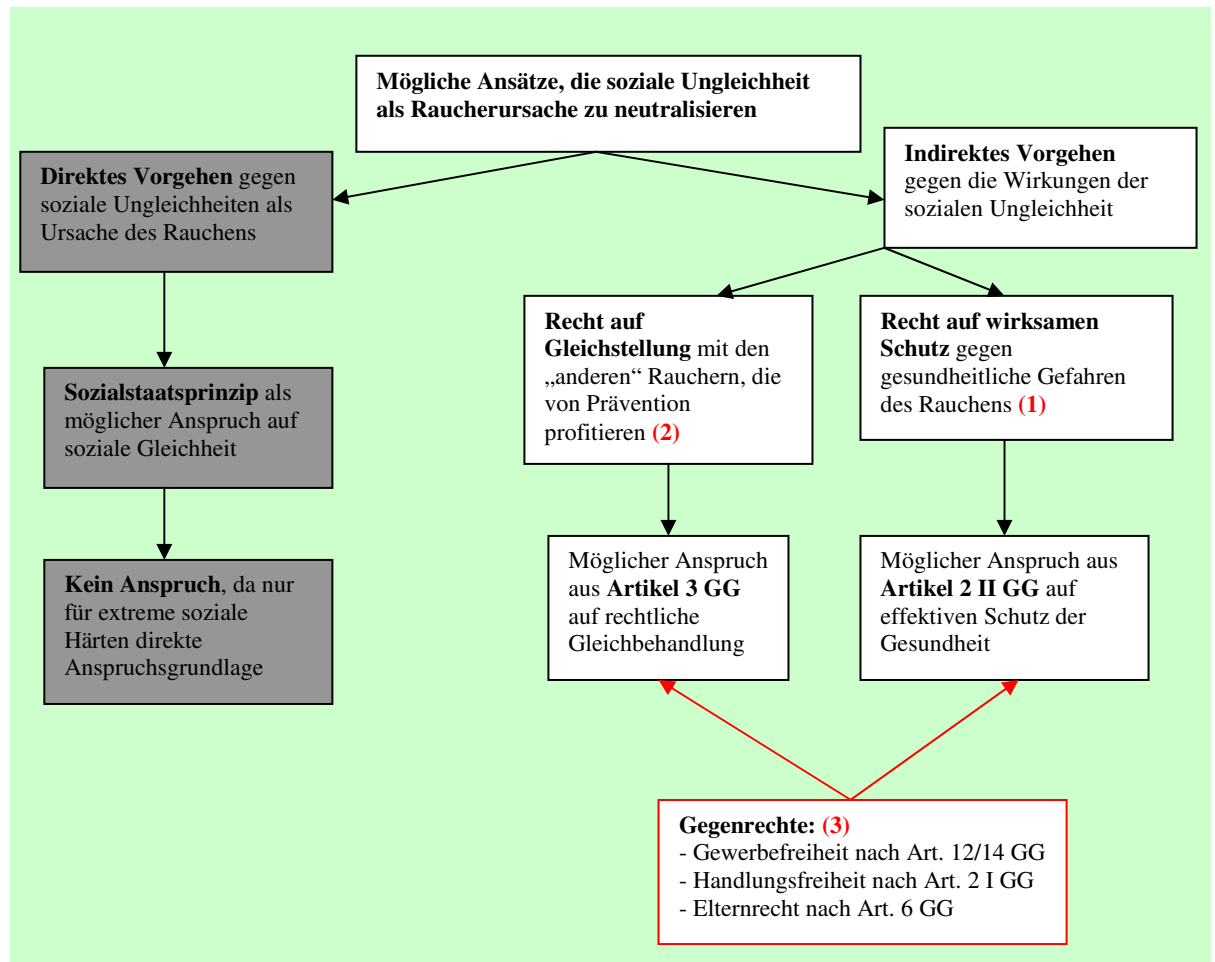 Mögliche Ansätze, die soziale Ungleichheit
als Raucherursache zu neutralisieren
Direktes Vorgehen gegen
soziale Ungleichheiten als
Ursache des Rauchens
Indirektes Vorgehen
gegen die Wirkungen der
sozialen Ungleichheit
Sozialstaatsprinzip als
möglicher Anspruch auf
soziale Gleichheit
Recht auf
Gleichstellung mit den
„anderen“ Rauchern, die
von Prävention
profitieren (2)
Recht auf wirksamen
Schutz gegen
gesundheitliche Gefahren
des Rauchens (1)
Kein Anspruch, da nur
für extreme soziale
Härten direkte
Anspruchsgrundlage
Möglicher Anspruch
aus Artikel 3 GG
auf rechtliche
Gleichbehandlung
Möglicher Anspruch aus
Artikel 2 II GG auf
effektiven Schutz der
Gesundheit
Gegenrechte: (3)
- Gewerbefreiheit nach Art. 12/14 GG
- Handlungsfreiheit nach Art. 2 I GG
- Elternrecht nach Art. 6 GG